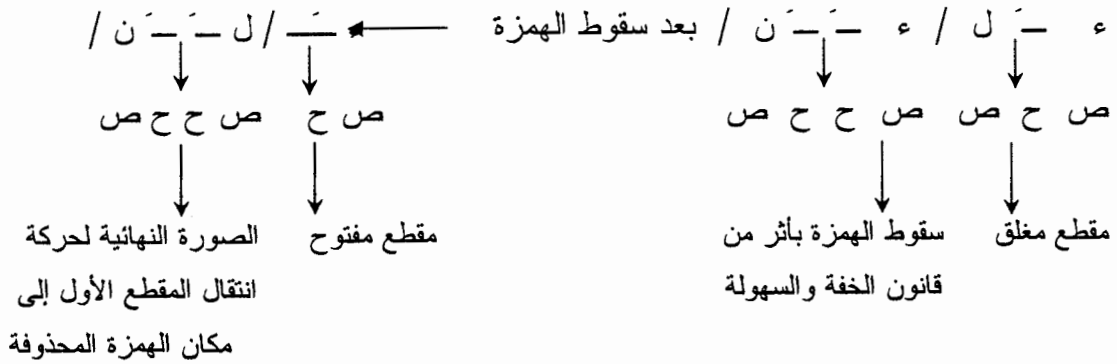 ء ـَ ل / ء ـَـَ ن / بعد سقوط الهمزة ء ـَ / ل ـَـَ ن /
ص ح ص ص ح ح ص ص ح ص ح ح ص
مقطع مغلق سقوط الهمزة بأثر من مقطع مفتوح الصورة النهائية لحركة
قانون الخفة والسهولة انتقال المقطع الأول إلى
مكان الهمزة المحذوفة